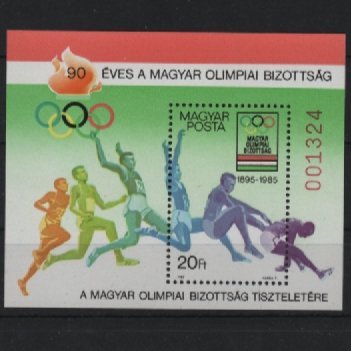 90 ÉVES A MAGYAR OLIMPIAI BIZOTTSÁG
MAGYAR
POSTA
MAGYAR
OLIMPIAI
BIZOTTSÁG
1895-1985
001324
20Ft
A MAGYAR OLIMPIAI BIZOTTSÁG TISZTELETÉRE